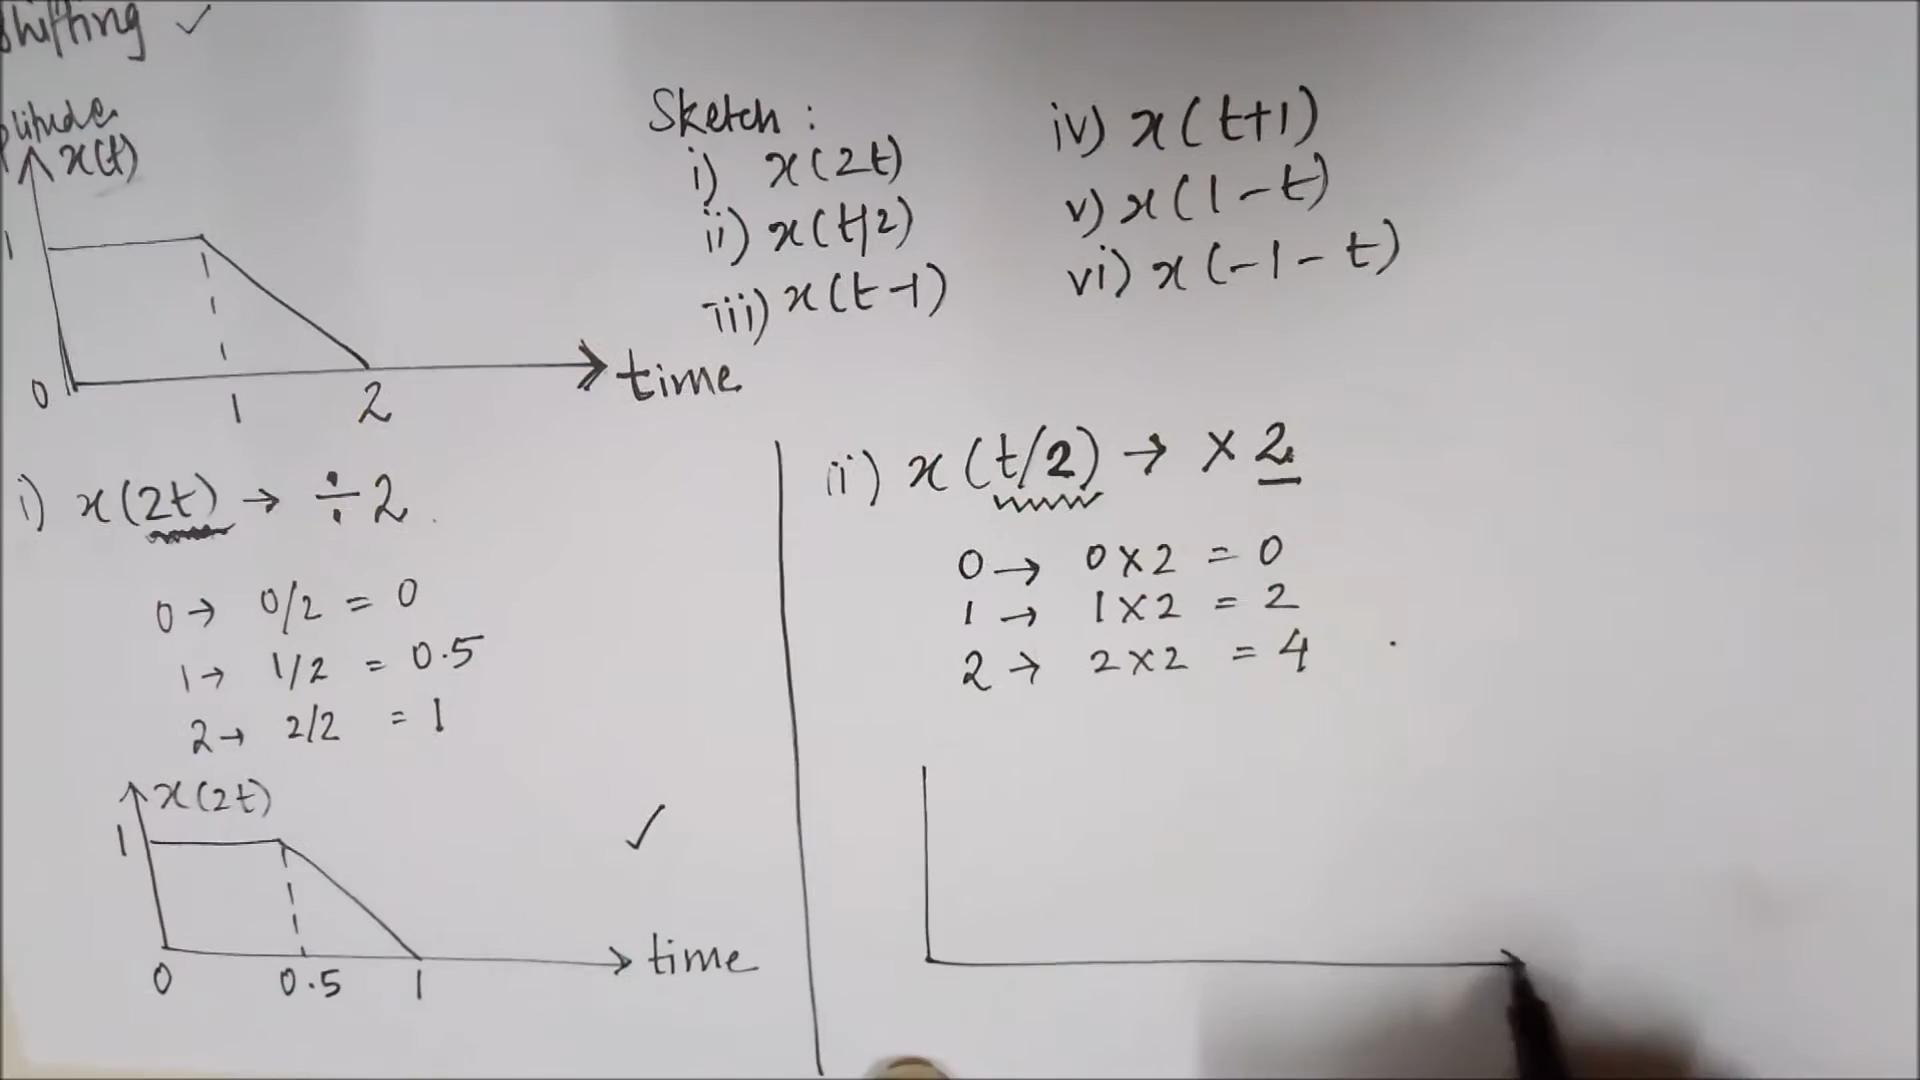 shifting ✓
x(t)
1
0
1
2
time
Sketch :
i) x(2t)
ii) x(t/2)
iii) x(t-1)
iv) x(t+1)
v) x(1-t)
vi) x(-1-t)
i) x(2t) → ÷2
0→ 0/2 = 0
1→ 1/2 = 0.5
2→ 2/2 = 1
x(2t)
1
0
0.5
1
time
✓
ii) x(t/2) → ×2
0→ 0×2 = 0
1→ 1×2 = 2
2→ 2×2 = 4